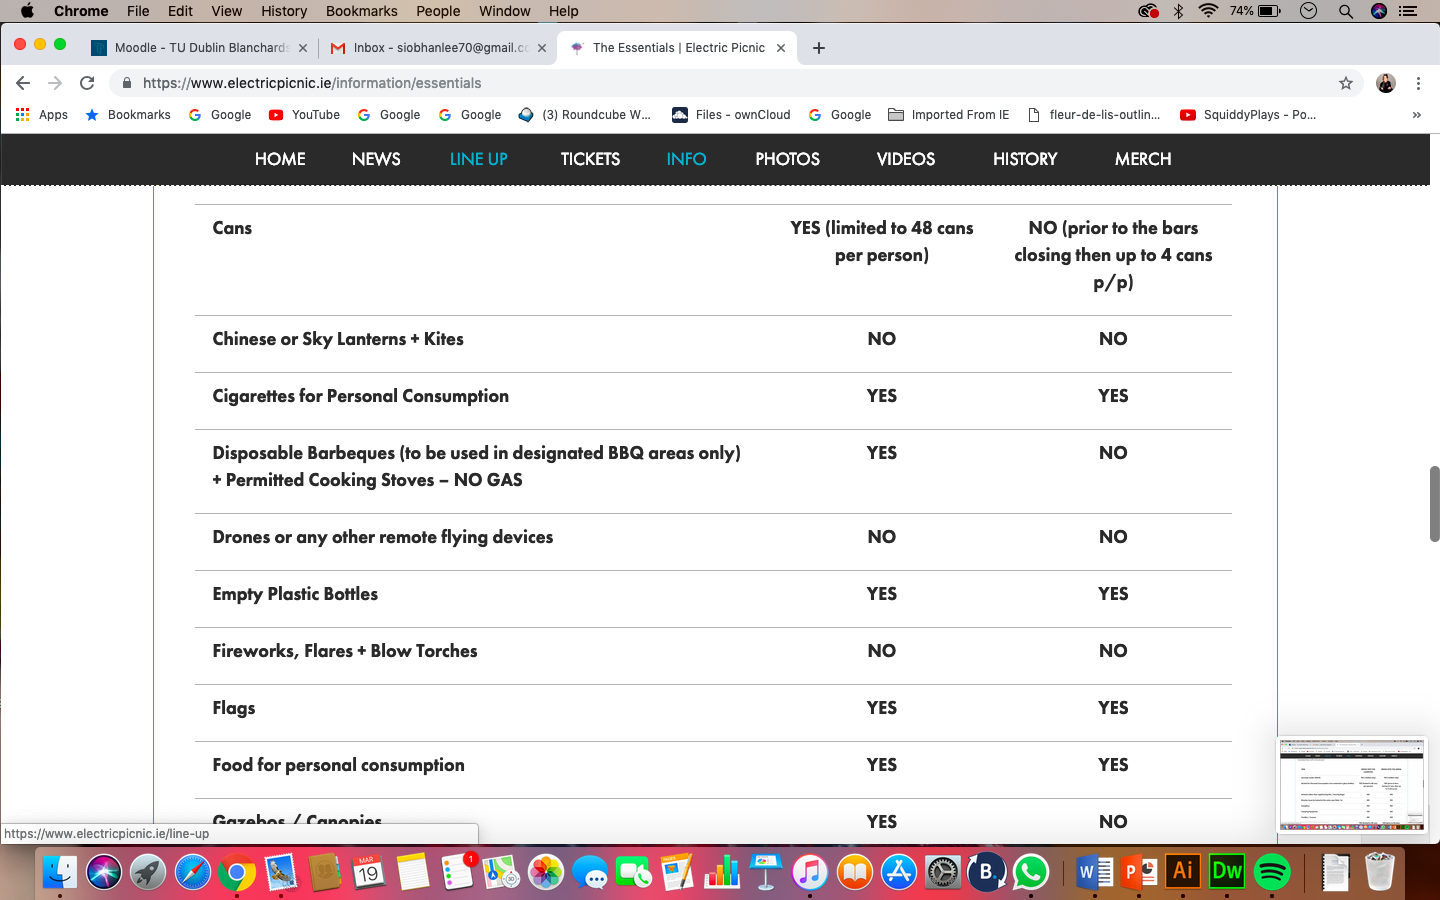 Chrome File Edit View History Bookmarks People Window Help 74%
Moodle - TU Dublin Blanchards Inbox - siobhanlee70@gmail.co The Essentials | Electric Picnic
https://www.electricpicnic.ie/information/essentials
Apps Bookmarks Google YouTube Google Google (3) Roundcube W... Files - ownCloud Google Imported From IE fleur-de-lis-outlin... SquiddyPlays - Po... »
HOME NEWS LINE UP TICKETS INFO PHOTOS VIDEOS HISTORY MERCH
Cans YES (limited to 48 cans NO (prior to the bars
per person) closing then up to 4 cans
p/p)
Chinese or Sky Lanterns + Kites NO NO
Cigarettes for Personal Consumption YES YES
Disposable Barbeques (to be used in designated BBQ areas only) YES NO
+ Permitted Cooking Stoves – NO GAS
Drones or any other remote flying devices NO NO
Empty Plastic Bottles YES YES
Fireworks, Flares + Blow Torches NO NO
Flags YES YES
Food for personal consumption YES YES
Gazebos / Canopies YES NO
https://www.electricpicnic.ie/line-up
MAR
19
1
B.
W
P
Ai
Dw